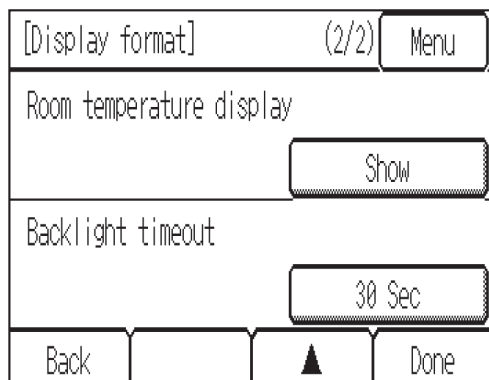 [Display format] (2/2) Menu
Room temperature display
Show
Backlight timeout
30 Sec
Back ▲ Done